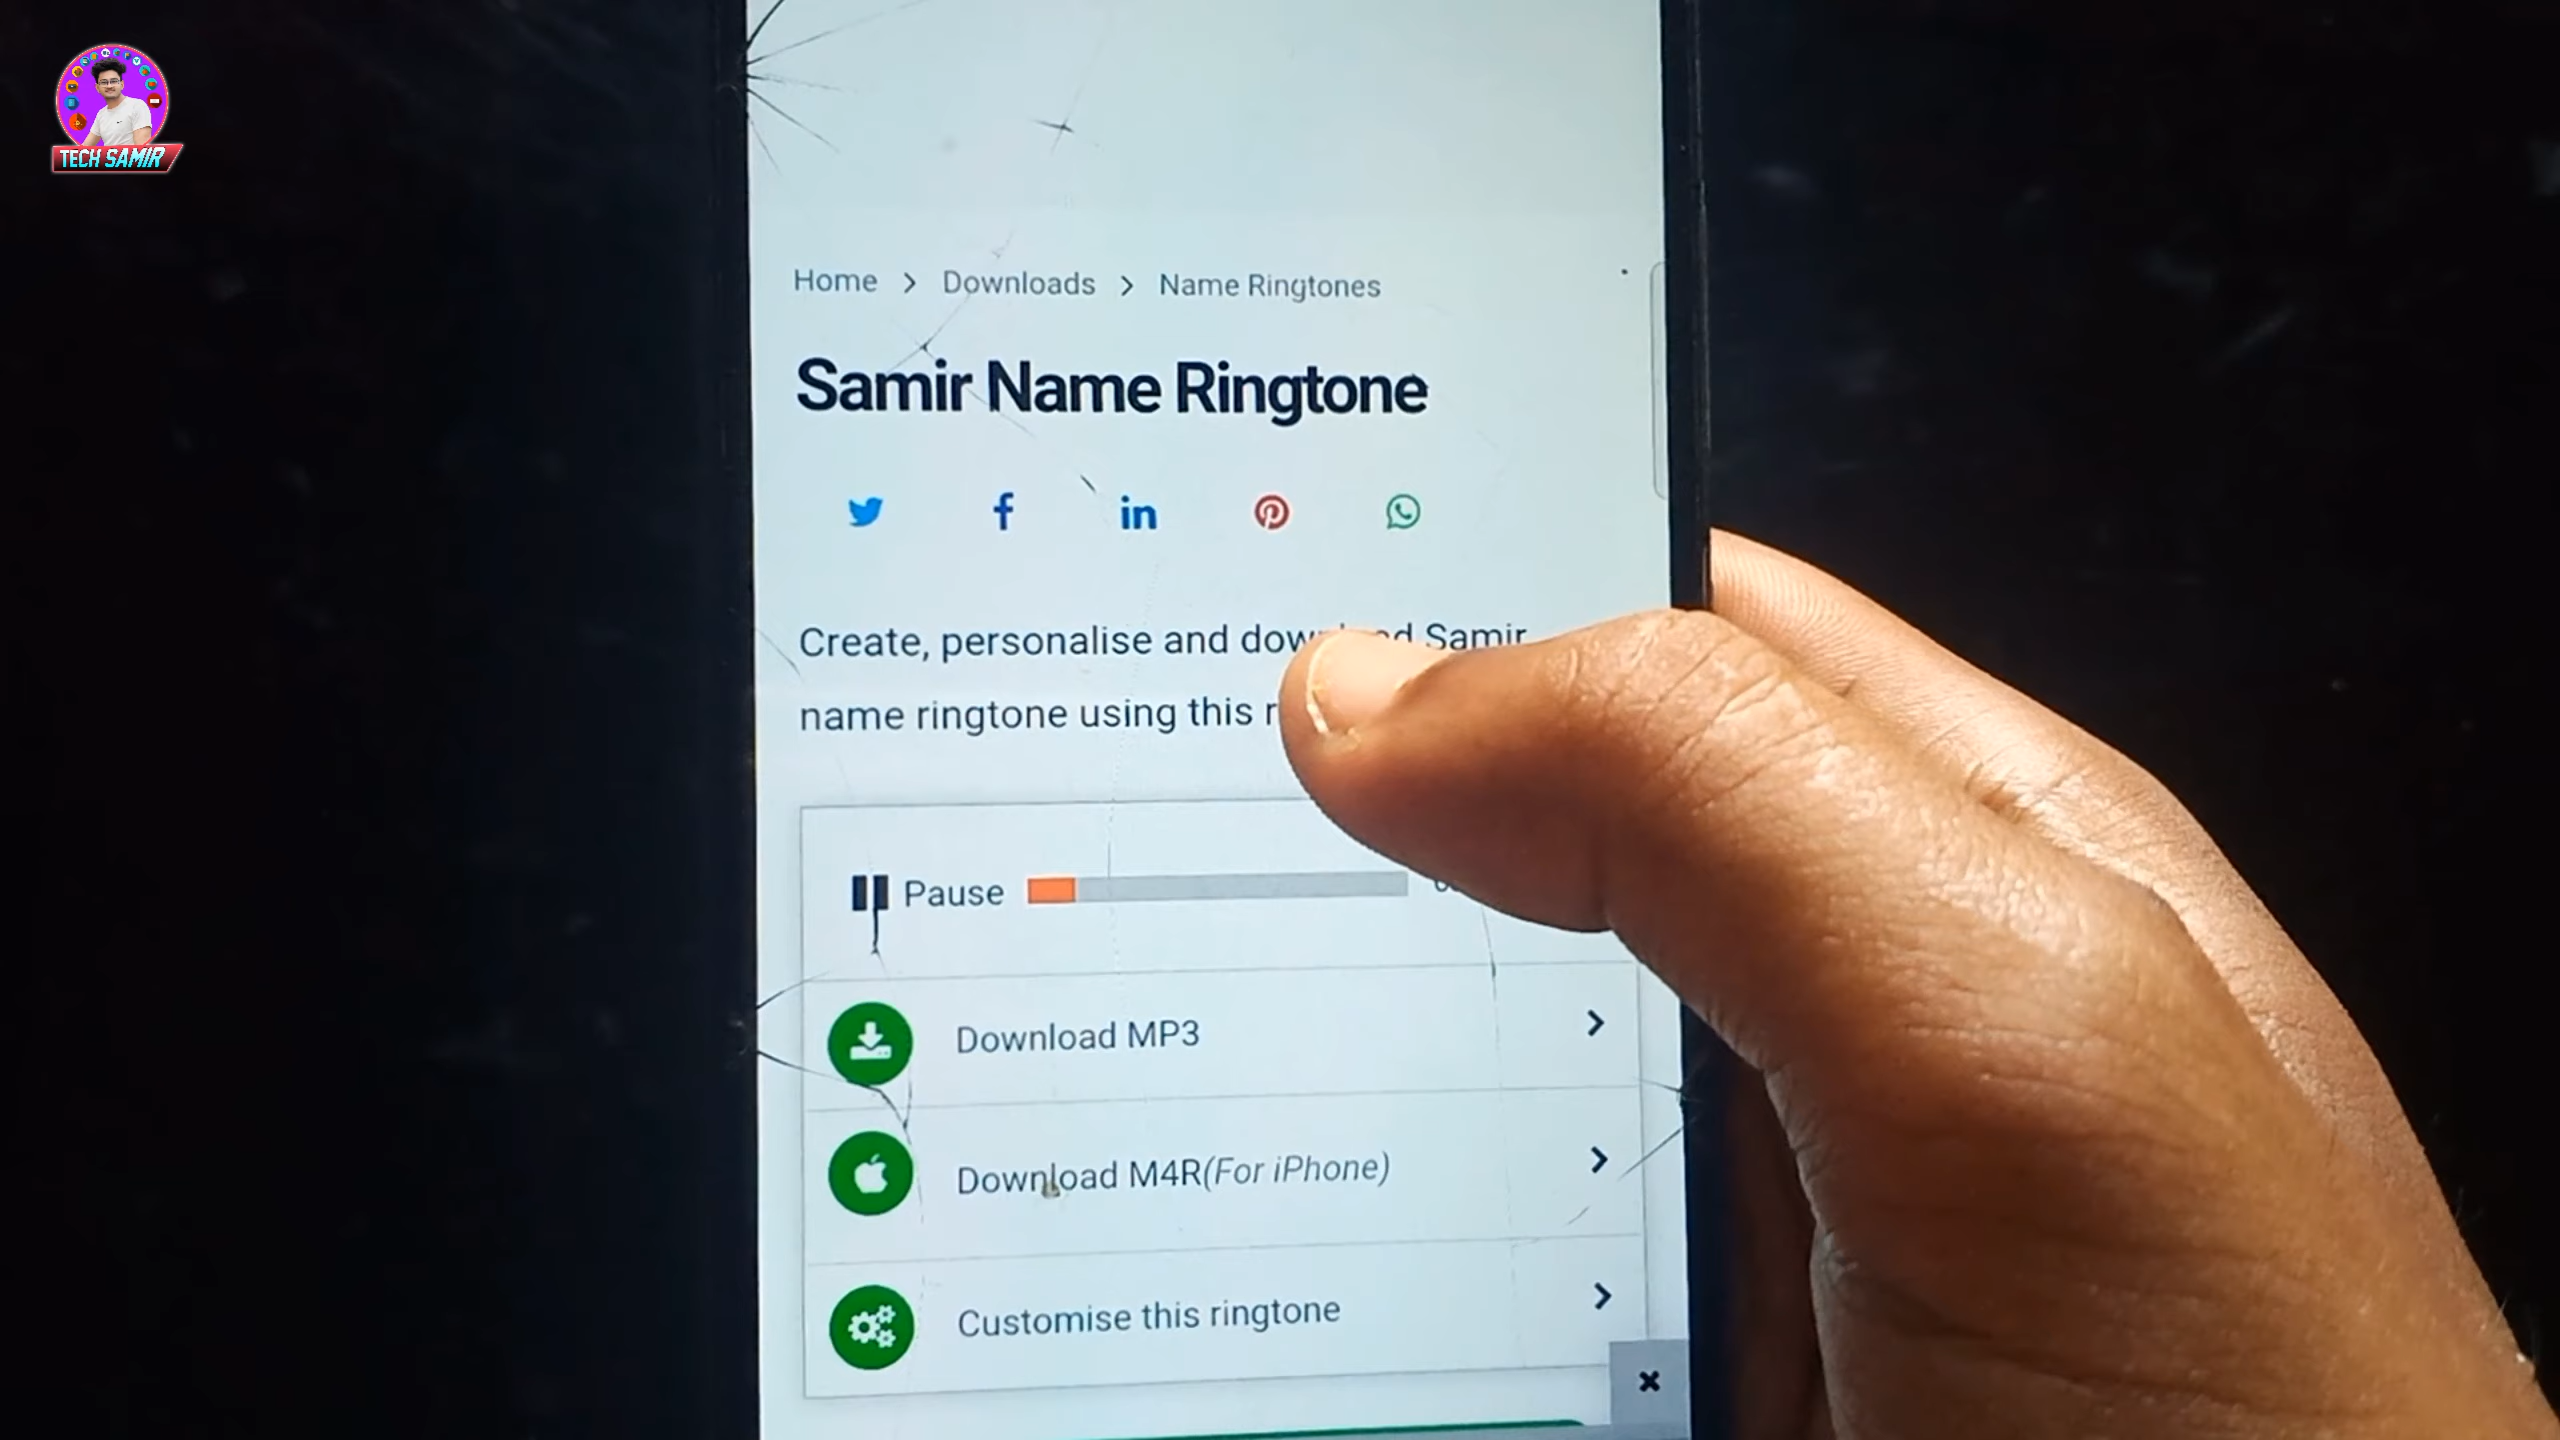 TECH SAMIR
Home > Downloads > Name Ringtones
Samir Name Ringtone
Create, personalise and Samir
name ringtone using this
Pause
Download MP3
Download M4R(For iPhone)
Customise this ringtone